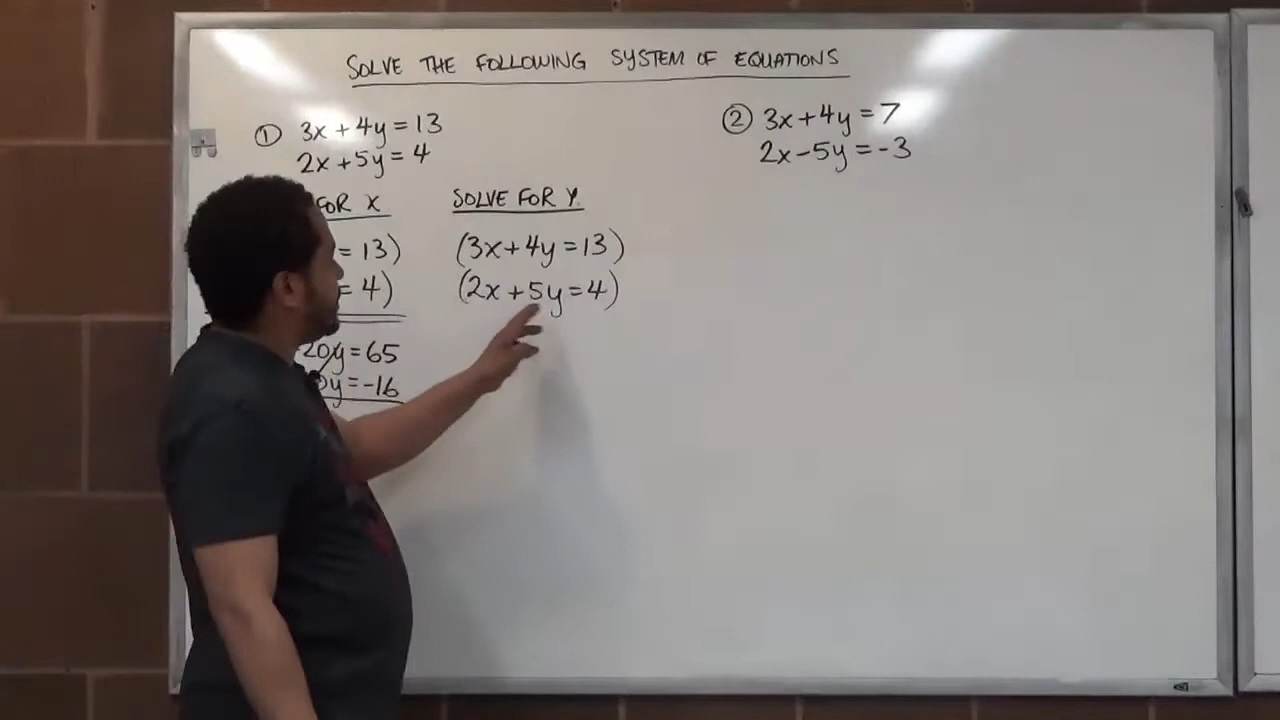 SOLVE THE FOLLOWING SYSTEM OF EQUATIONS
① 3x + 4y = 13
2x + 5y = 4
② 3x + 4y = 7
2x - 5y = -3
FOR X
= 13)
= 4)
20y = 65
y = -16
SOLVE FOR Y.
(3x + 4y = 13)
(2x + 5y = 4)